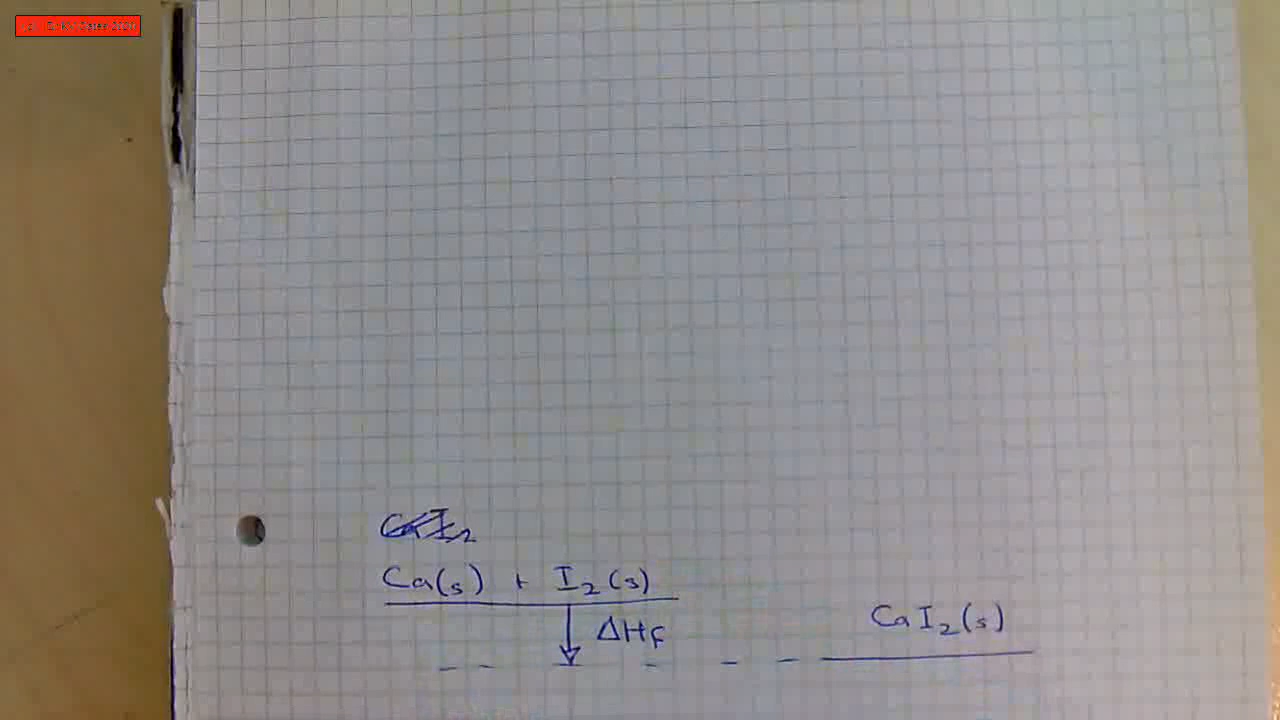 CaI₂
Ca(s) + I₂(s)
ΔHf
CaI₂(s)